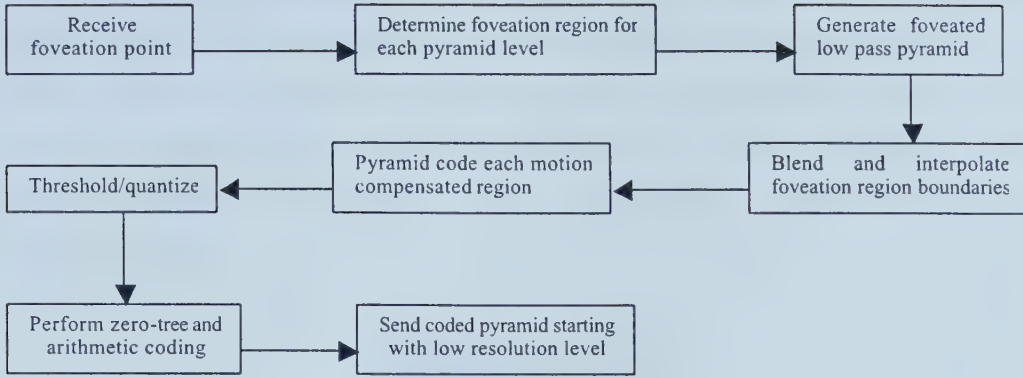 Receive
foveation point
Determine foveation region for
each pyramid level
Generate foveated
low pass pyramid
Blend and interpolate
foveation region boundaries
Pyramid code each motion
compensated region
Threshold/quantize
Perform zero-tree and
arithmetic coding
Send coded pyramid starting
with low resolution level